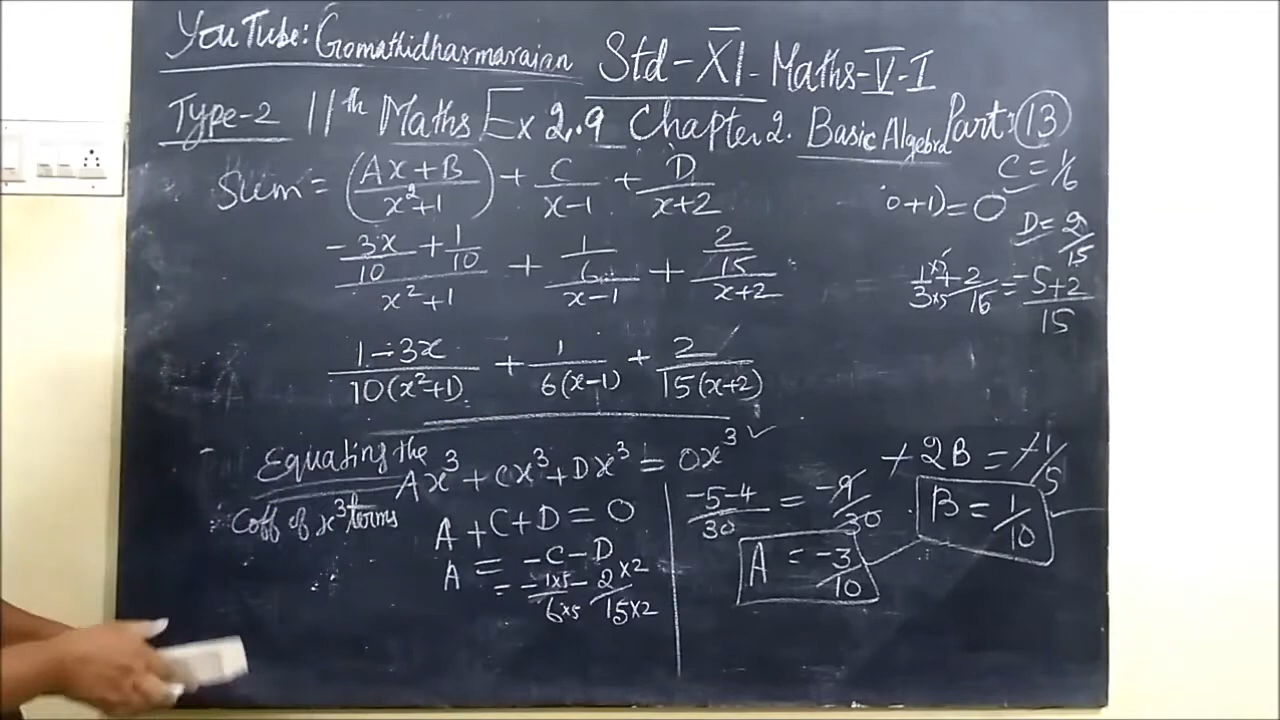 YouTube: Gomathidharmaraian Std-XI-Maths-V-I
Type-2 11th Maths Ex 2.9 Chapter 2. Basic Algebra Part: 13
Sum = (Ax+B / x²+1) + C / x-1 + D / x+2
C = 1/6
0+1) = 0
D = 2/15
-3x/10 + 1/10 / x²+1 + 1/6 / x-1 + 2/15 / x+2
1×5 / 3×5 + 2/15 = -5+2 / 15
1-3x / 10(x²+1) + 1 / 6(x-1) + 2 / 15(x+2)
Equating the
Coff of x³ terms
Ax³ + Cx³ + Dx³ = 0x³ ✓
A + C + D = 0
A = -C - D
= -1×5 / 6×5 - 2×2 / 15×2
-5-4 / 30 = -9 / 30
A = -3/10
+2B = +1/5
B = 1/10